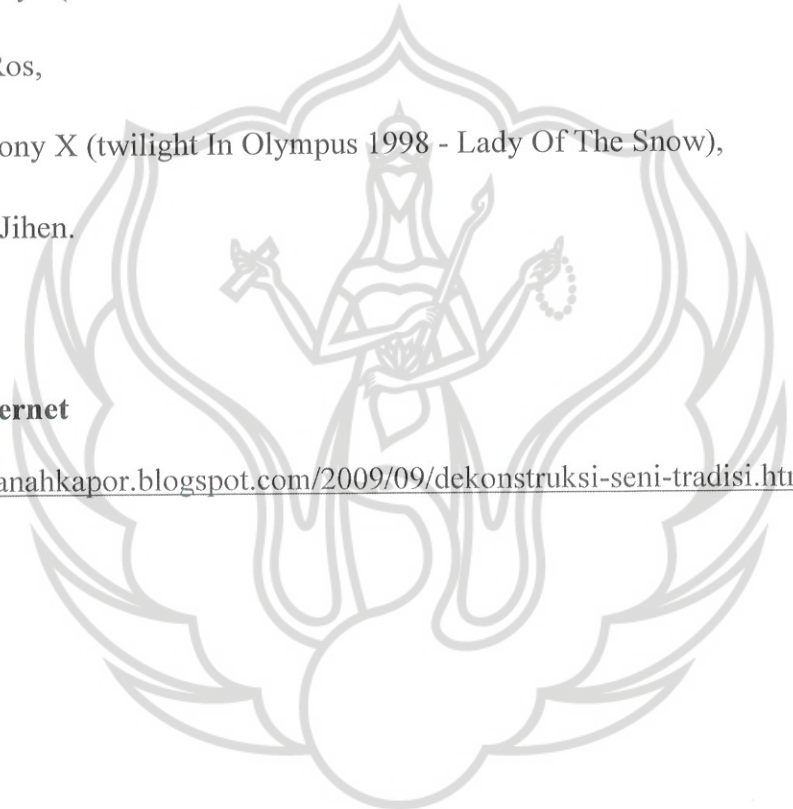 Ros,
ony X (twilight In Olympus 1998 - Lady Of The Snow),
Jihen.
ernet
anahkapor.blogspot.com/2009/09/dekonstruksi-seni-tradisi.htm